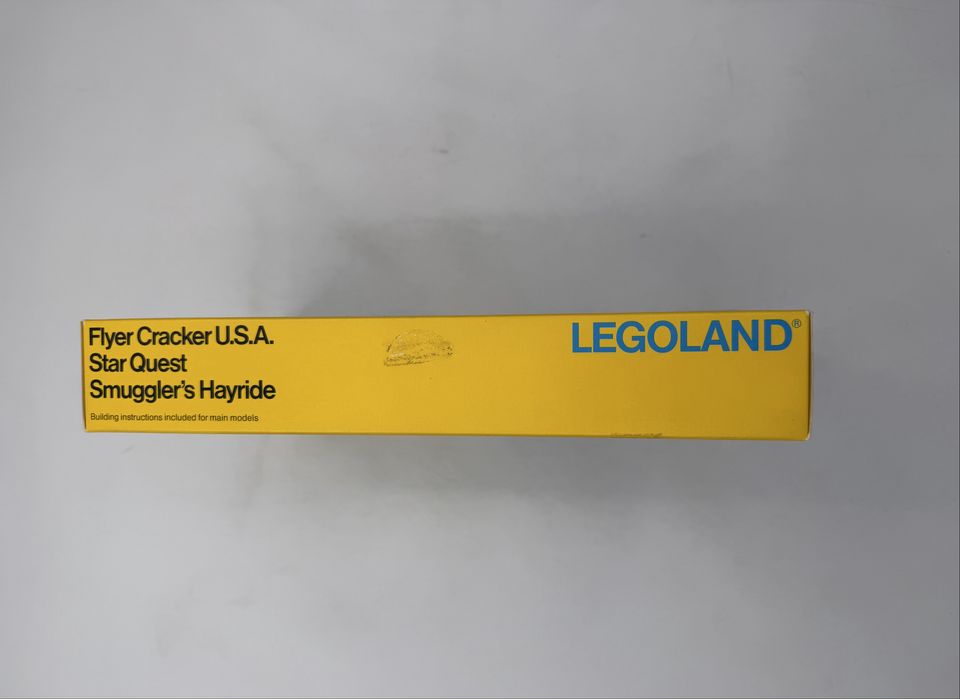 Flyer Cracker U.S.A.
Star Quest
Smuggler's Hayride
Building instructions included for main models
LEGOLAND®